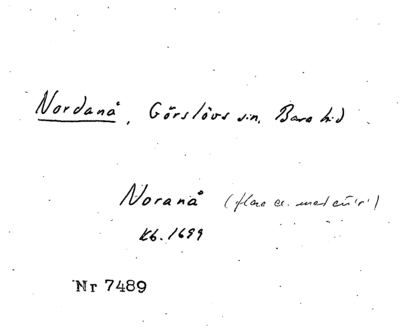 Nordanå, Görslövs sn, Bara hd
Noranå (flera ex. med
Kb. 1699
Nr 7489